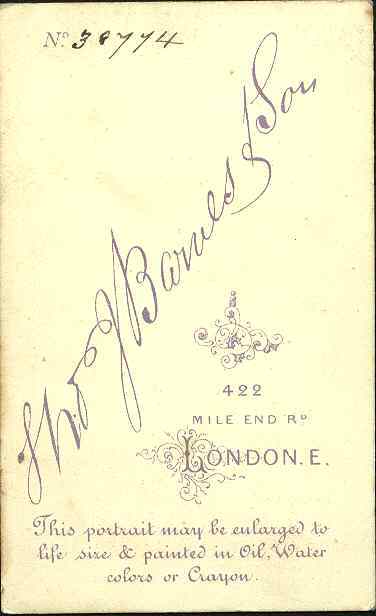 No. 38774
Thos J Barnes & Son
422
MILE END RD
LONDON. E.
This portrait may be enlarged to
life size & painted in Oil, Water
colors or Crayon.